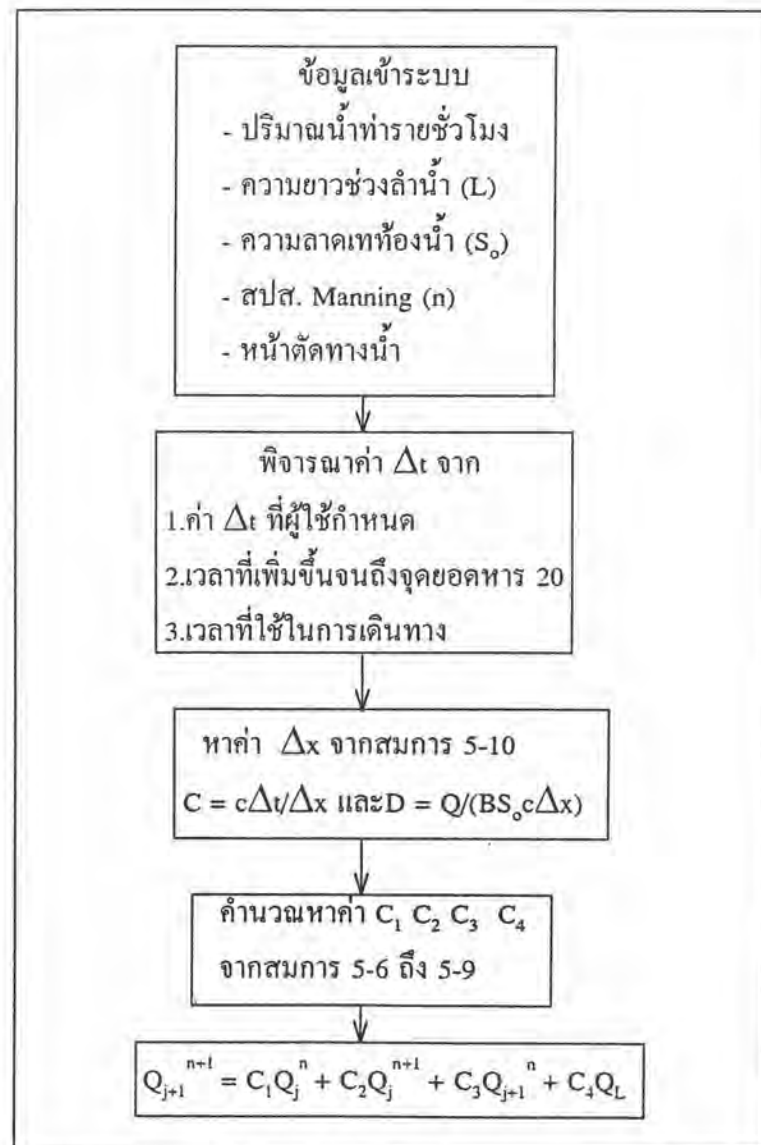 ข้อมูลเข้าระบบ
- ปริมาณน้ำท่ารายชั่วโมง
- ความยาวช่วงลำน้ำ (L)
- ความลาดเทท้องน้ำ (S₀)
- สปส. Manning (n)
- หน้าตัดทางน้ำ
พิจารณาค่า Δt จาก
1.ค่า Δt ที่ผู้ใช้กำหนด
2.เวลาที่เพิ่มขึ้นจนถึงจุดยอดหาร 20
3.เวลาที่ใช้ในการเดินทาง
หาค่า Δx จากสมการ 5-10
C = cΔt/Δx และD = Q/(BS₀cΔx)
คำนวณหาค่า C₁ C₂ C₃ C₄
จากสมการ 5-6 ถึง 5-9
Qⱼ₊₁ⁿ⁺¹ = C₁Qⱼⁿ + C₂Qⱼⁿ⁺¹ + C₃Qⱼ₊₁ⁿ + C₄Q_L